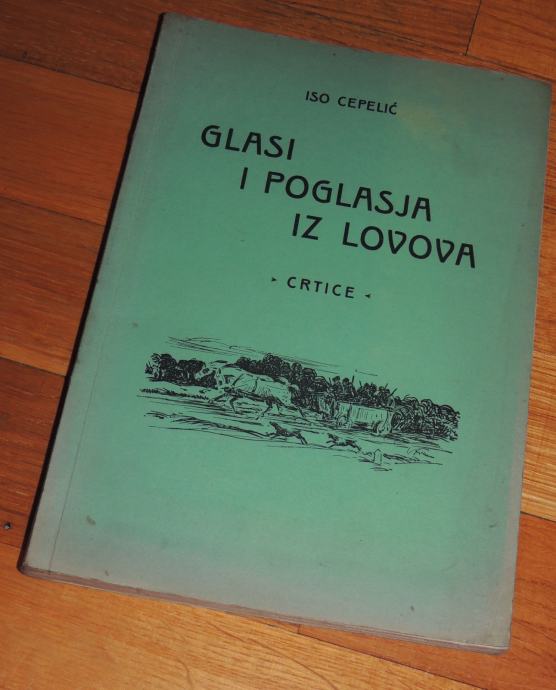 ISO CEPELIĆ
GLASI
I POGLASJA
IZ LOVOVA
CRTICE